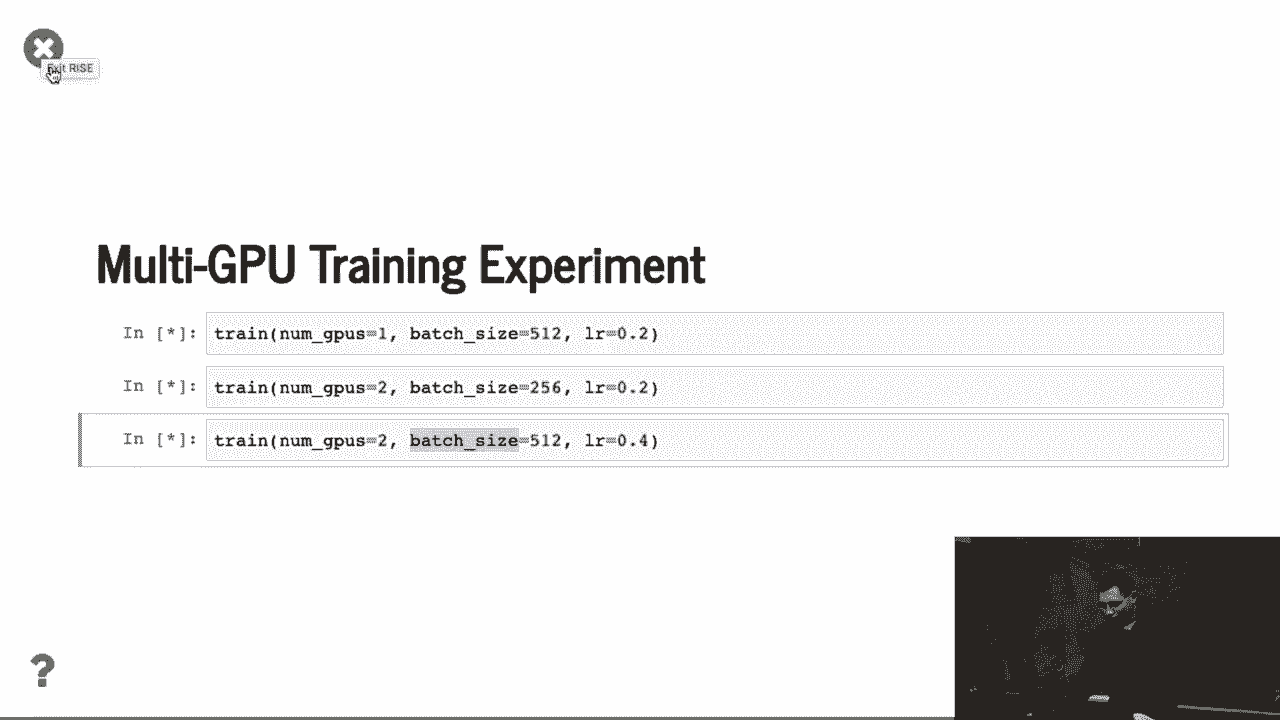 Exit RISE
Multi-GPU Training Experiment
In [*]: train(num_gpus=1, batch_size=512, lr=0.2)
In [*]: train(num_gpus=2, batch_size=256, lr=0.2)
In [*]: train(num_gpus=2, batch_size=512, lr=0.4)
?